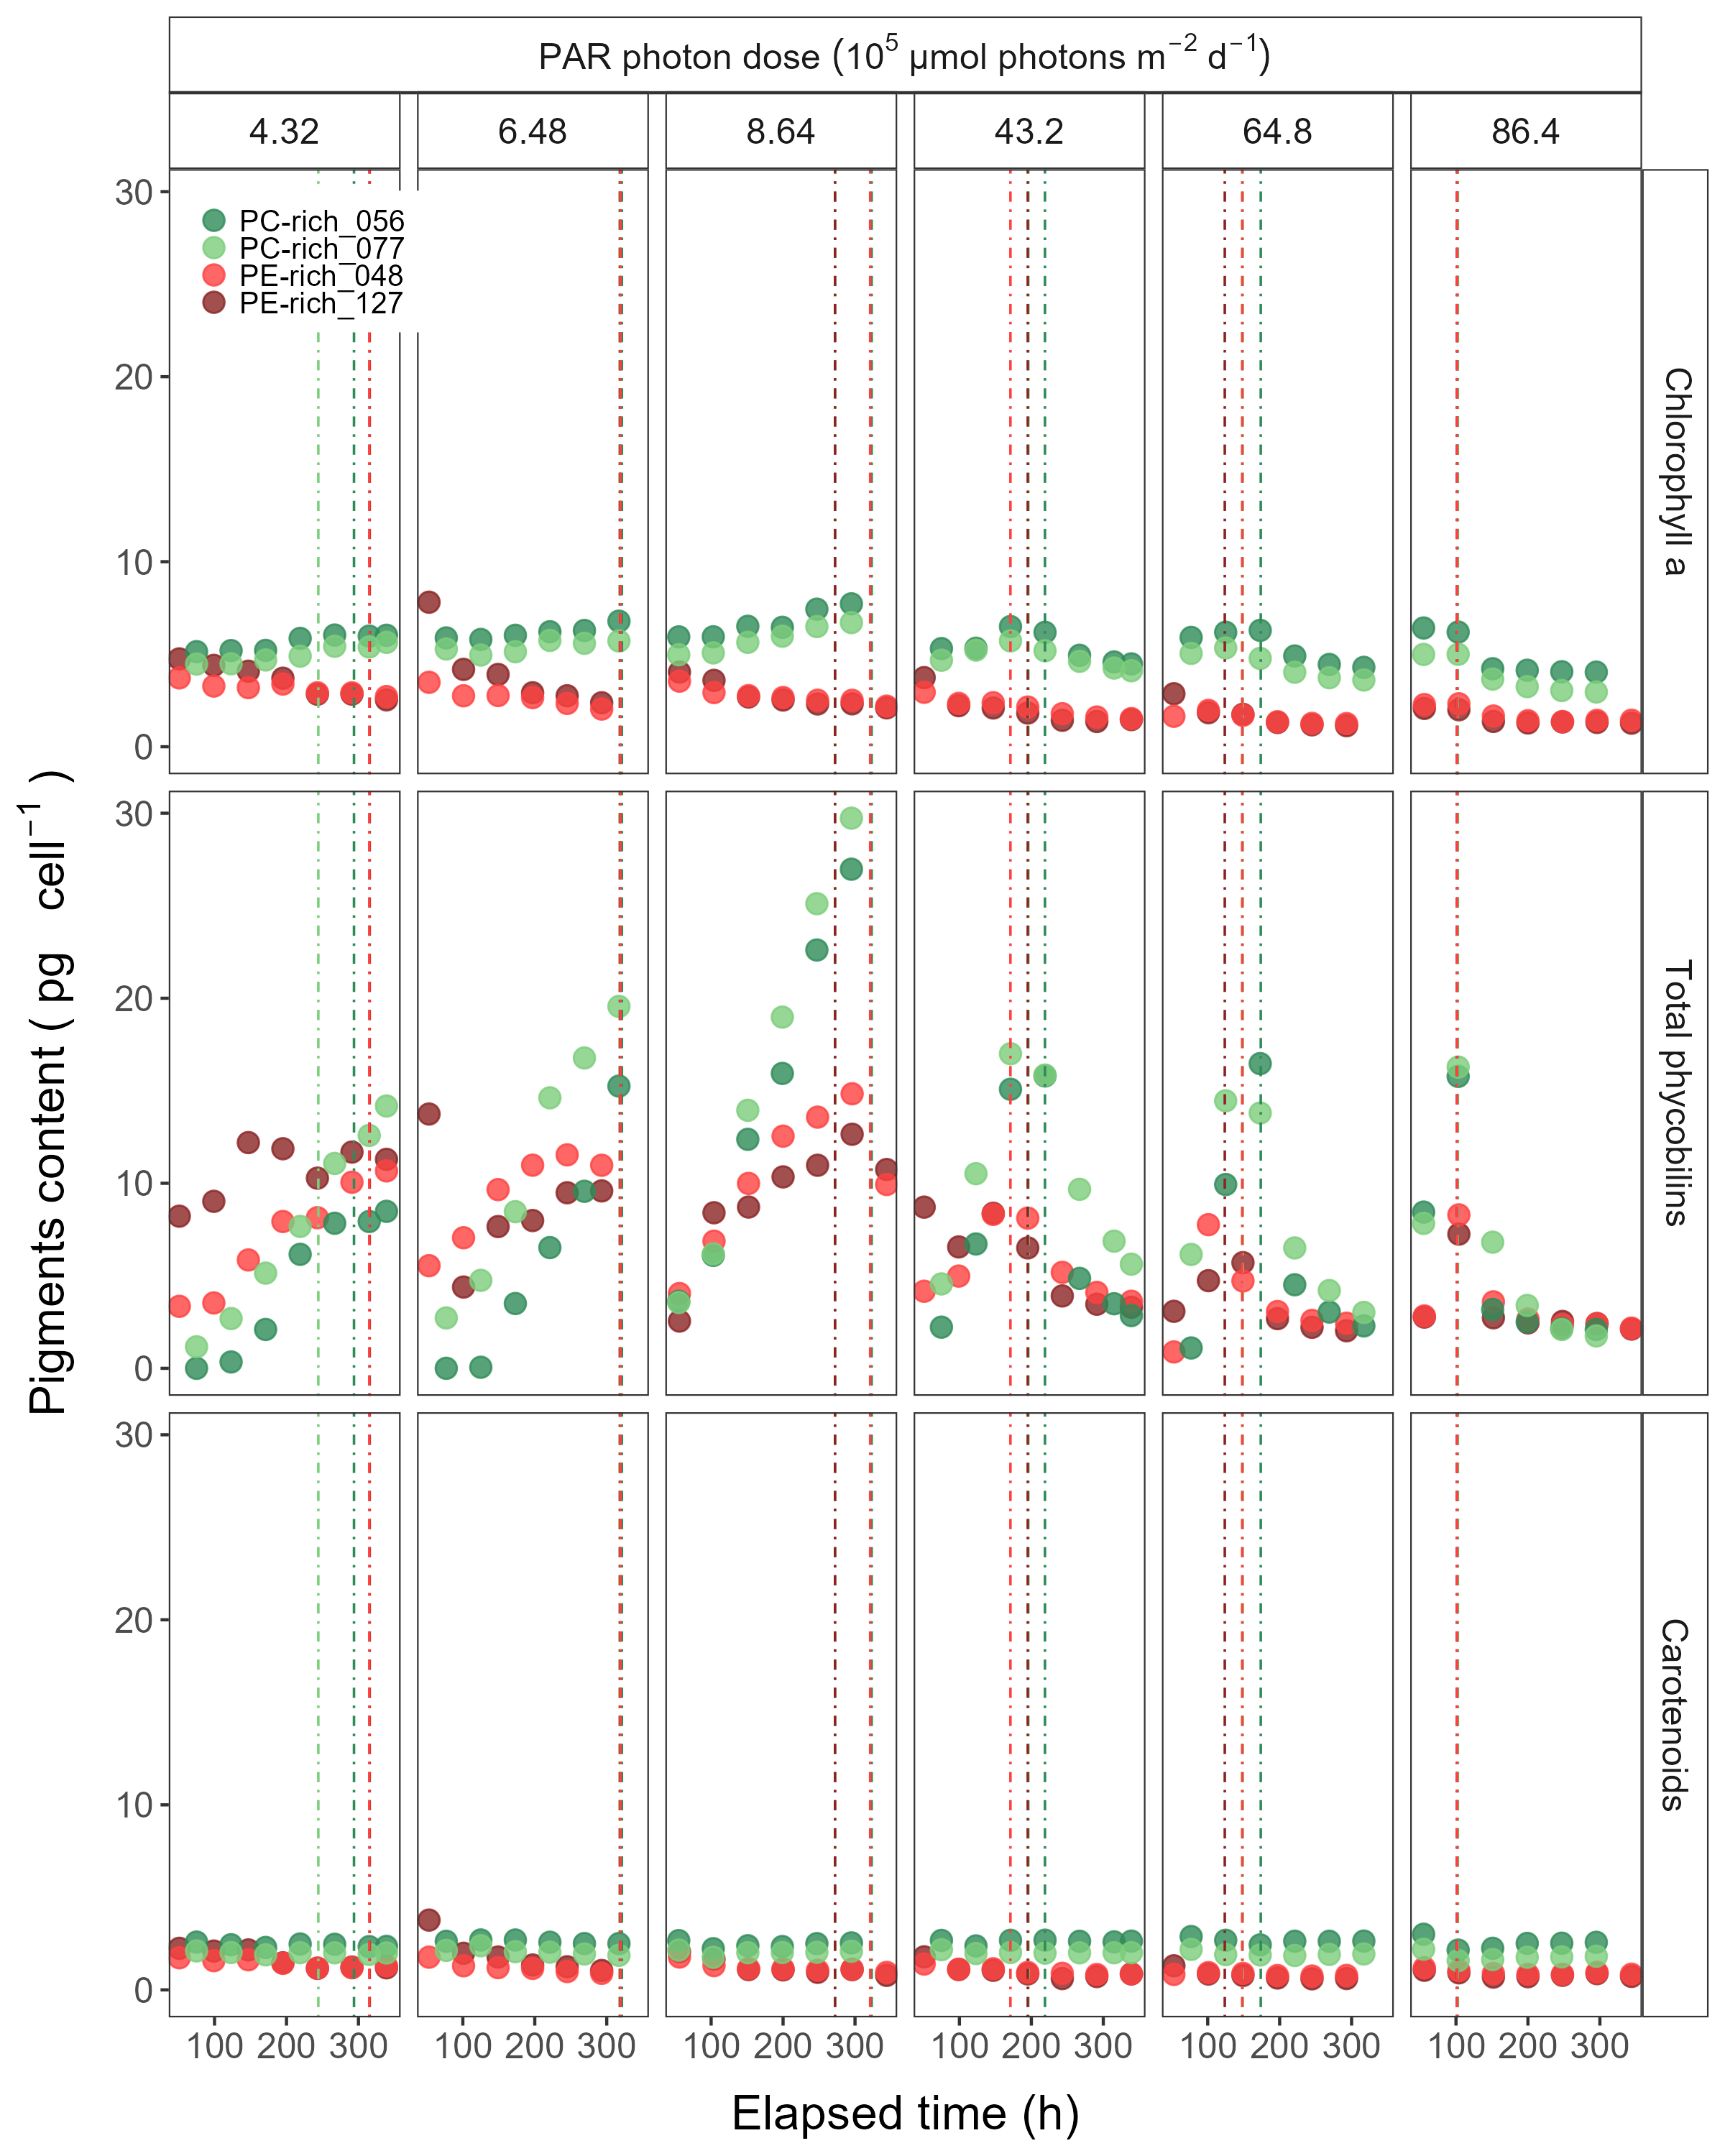 PAR photon dose (10⁵ µmol photons m⁻² d⁻¹)
4.32 6.48 8.64 43.2 64.8 86.4
PC-rich_056
PC-rich_077
PE-rich_048
PE-rich_127
30
20
10
0
Chlorophyll a
30
20
10
0
Total phycobilins
30
20
10
0
Carotenoids
Pigments content ( pg cell⁻¹ )
100 200 300 100 200 300 100 200 300 100 200 300 100 200 300 100 200 300
Elapsed time (h)